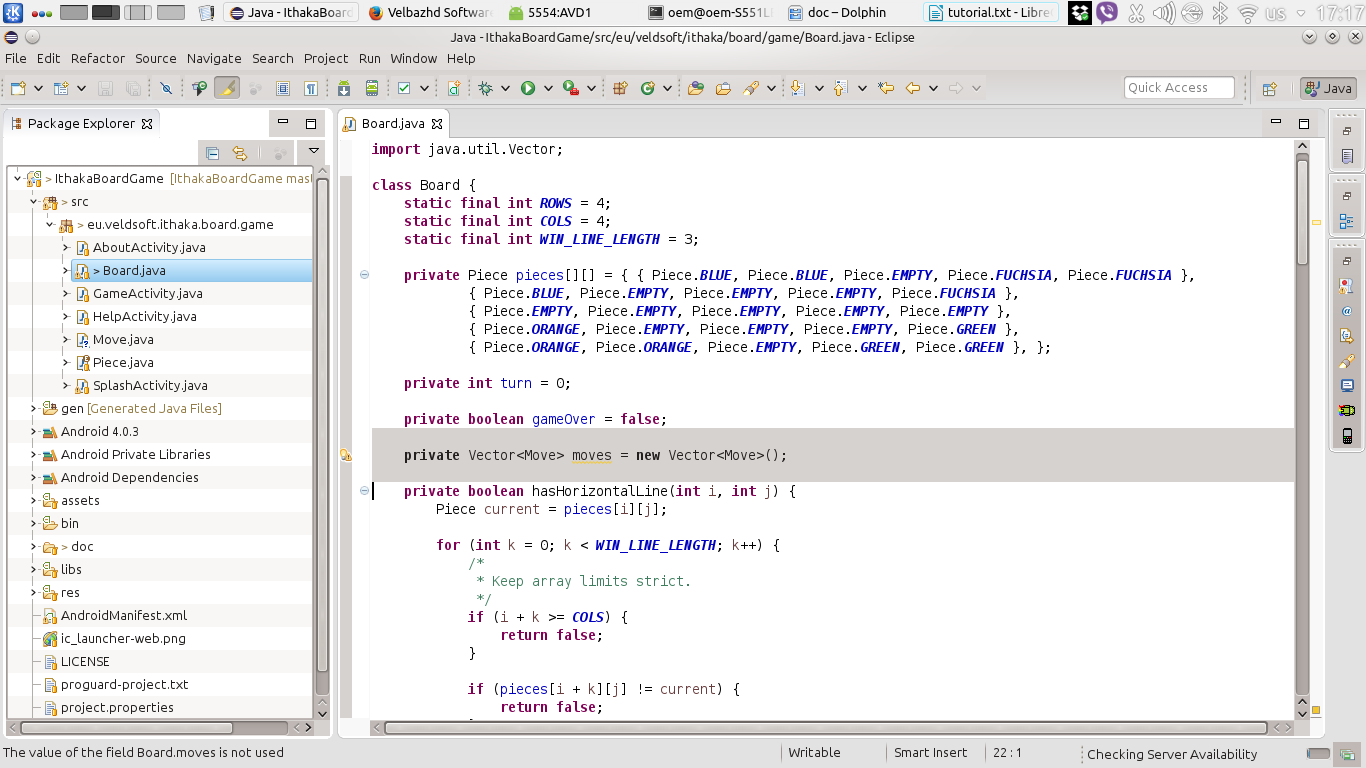 Java - IthakaBoard
Velbazhd Softwar
5554:AVD1
oem@oem-S551L
doc – Dolphin
tutorial.txt - Libre
us
17:17
Java - IthakaBoardGame/src/eu/veldsoft/ithaka/board/game/Board.java - Eclipse
File Edit Refactor Source Navigate Search Project Run Window Help
Quick Access
Java
Package Explorer
> IthakaBoardGame [IthakaBoardGame mast
> src
> eu.veldsoft.ithaka.board.game
AboutActivity.java
> Board.java
GameActivity.java
HelpActivity.java
Move.java
Piece.java
SplashActivity.java
gen [Generated Java Files]
Android 4.0.3
Android Private Libraries
Android Dependencies
assets
bin
> doc
libs
res
AndroidManifest.xml
ic_launcher-web.png
LICENSE
proguard-project.txt
project.properties
Board.java
import java.util.Vector;
class Board {
static final int ROWS = 4;
static final int COLS = 4;
static final int WIN_LINE_LENGTH = 3;
private Piece pieces[][] = { { Piece.BLUE, Piece.BLUE, Piece.EMPTY, Piece.FUCHSIA, Piece.FUCHSIA },
{ Piece.BLUE, Piece.EMPTY, Piece.EMPTY, Piece.EMPTY, Piece.FUCHSIA },
{ Piece.EMPTY, Piece.EMPTY, Piece.EMPTY, Piece.EMPTY, Piece.EMPTY },
{ Piece.ORANGE, Piece.EMPTY, Piece.EMPTY, Piece.EMPTY, Piece.GREEN },
{ Piece.ORANGE, Piece.ORANGE, Piece.EMPTY, Piece.GREEN, Piece.GREEN }, };
private int turn = 0;
private boolean gameOver = false;
private Vector<Move> moves = new Vector<Move>();
private boolean hasHorizontalLine(int i, int j) {
Piece current = pieces[i][j];
for (int k = 0; k < WIN_LINE_LENGTH; k++) {
/*
* Keep array limits strict.
*/
if (i + k >= COLS) {
return false;
}
if (pieces[i + k][j] != current) {
return false;
The value of the field Board.moves is not used
Writable
Smart Insert
22 : 1
Checking Server Availability